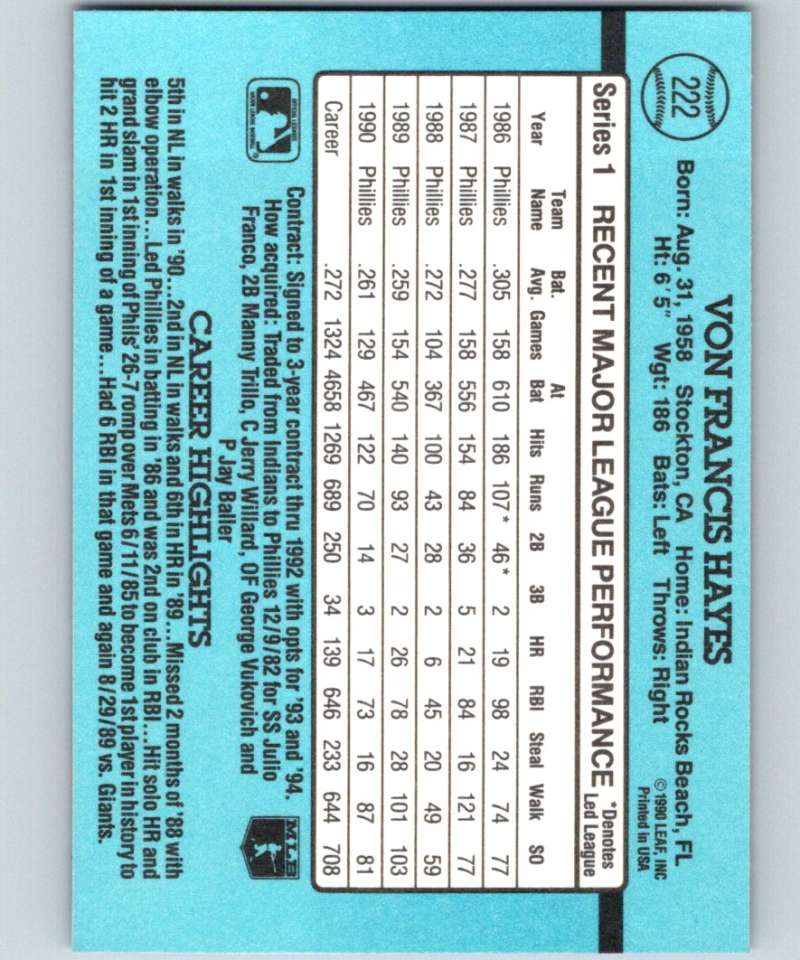 222
VON FRANCIS HAYES
Born: Aug. 31, 1958 Stockton, CA Home: Indian Rocks Beach, FL
Ht: 6'5" Wgt: 186 Bats: Left Throws: Right
©1990 LEAF, INC
Printed in USA
Series 1 RECENT MAJOR LEAGUE PERFORMANCE *Denotes Led League
Year Team Name Bat. Avg. Games At Bat Hits Runs 2B 3B HR RBI Steal Walk SO
1986 Phillies .305 158 610 186 107* 46* 2 19 98 24 74 77
1987 Phillies .277 158 556 154 84 36 5 21 84 16 121 77
1988 Phillies .272 104 367 100 43 28 2 6 45 20 49 59
1989 Phillies .259 154 540 140 93 27 2 26 78 28 101 103
1990 Phillies .261 129 467 122 70 14 3 17 73 16 87 81
Career .272 1324 4658 1269 689 250 34 139 646 233 644 708
OFFICIAL LICENSEE
MAJOR LEAGUE BASEBALL
Contract: Signed to 3-year contract thru 1992 with opts for '93 and '94.
How acquired: Traded from Indians to Phillies 12/9/82 for SS Julio
Franco, 2B Manny Trillo, C Jerry Willard, OF George Vukovich and
P Jay Baller
MLB
CAREER HIGHLIGHTS
5th in NL in walks in '90...2nd in NL in walks and 6th in HR in '89...Missed 2 months of '88 with
elbow operation...Led Phillies in batting in '86 and was 2nd on club in RBI...Hit solo HR and
grand slam in 1st inning of Phils' 26-7 romp over Mets 6/11/85 to become 1st player in history to
hit 2 HR in 1st inning of a game...Had 6 RBI in that game and again 8/29/89 vs. Giants.